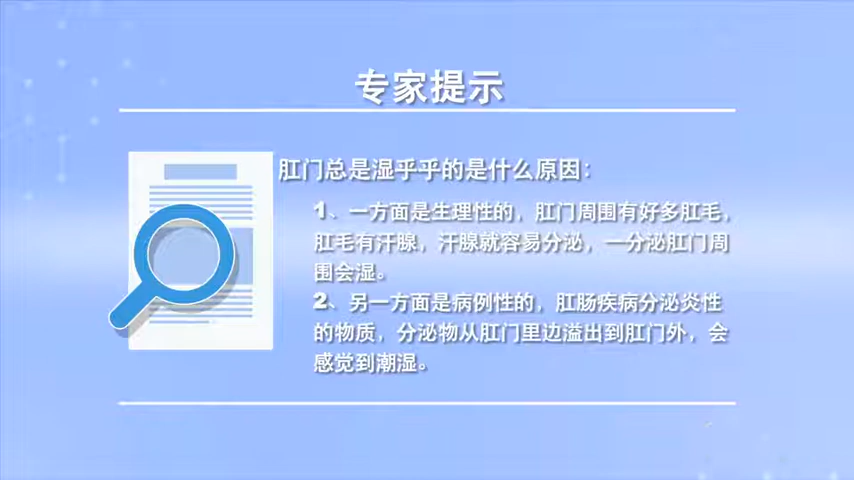 专家提示
肛门总是湿乎乎的是什么原因：
1、一方面是生理性的，肛门周围有好多肛毛，
肛毛有汗腺，汗腺就容易分泌，一分泌肛门周
围会湿。
2、另一方面是病例性的，肛肠疾病分泌炎性
的物质，分泌物从肛门里边溢出到肛门外，会
感觉到潮湿。